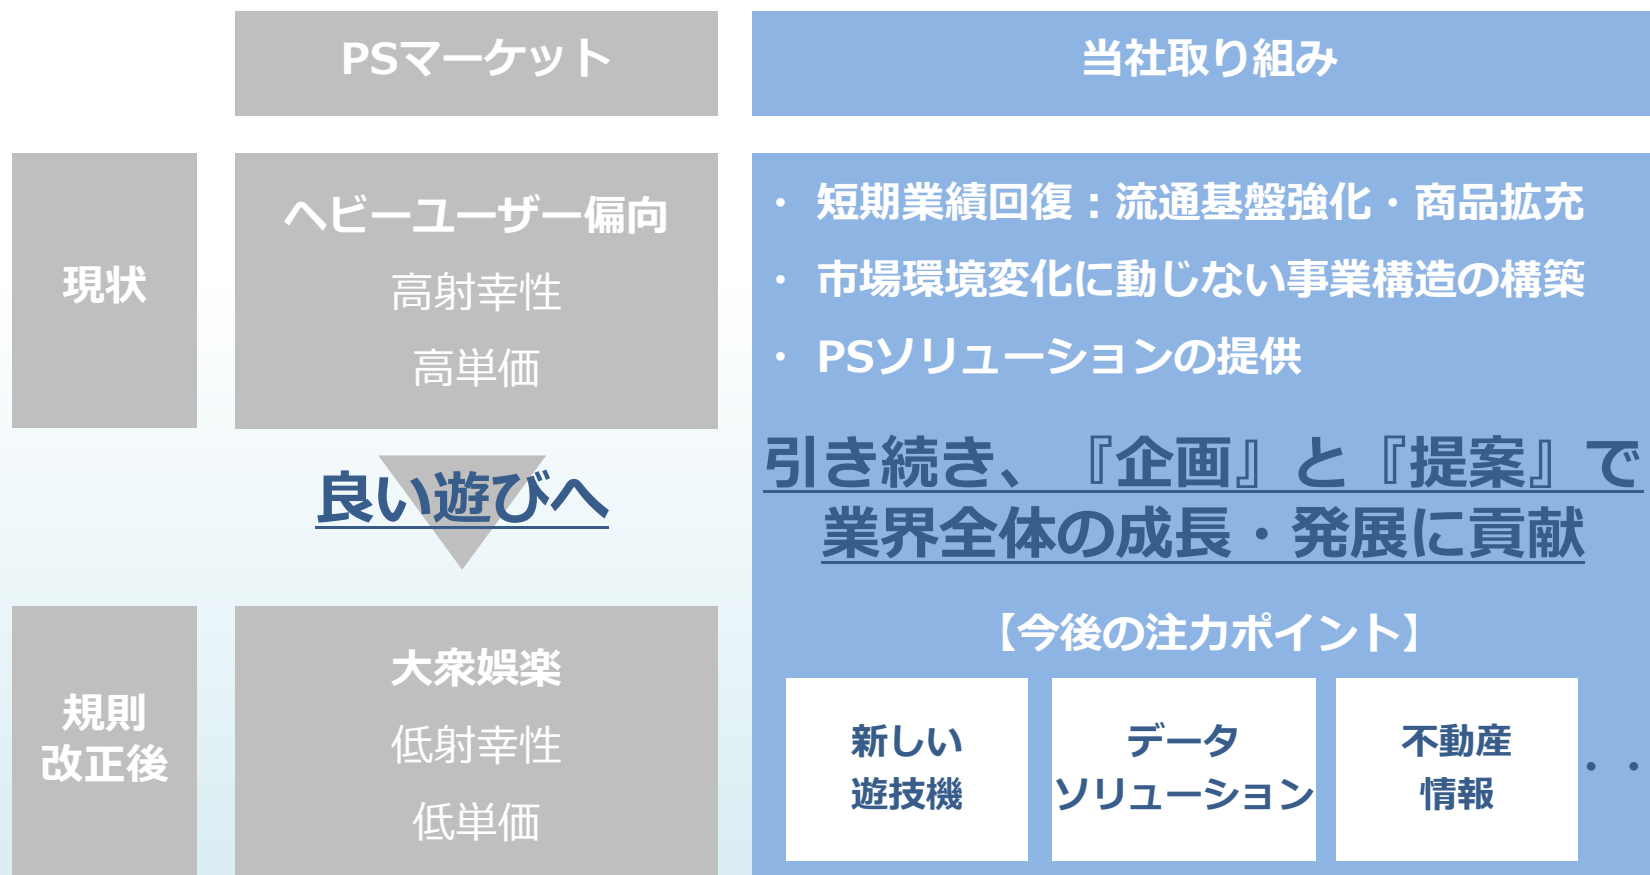 PSマーケット
当社取り組み
現状
ヘビーユーザー偏向
高射幸性
高単価
・ 短期業績回復：流通基盤強化・商品拡充
・ 市場環境変化に動じない事業構造の構築
・ PSソリューションの提供
良い遊びへ
引き続き、『企画』と『提案』で
業界全体の成長・発展に貢献
規則
改正後
大衆娯楽
低射幸性
低単価
【今後の注力ポイント】
新しい
遊技機
データ
ソリューション
不動産
情報
・・